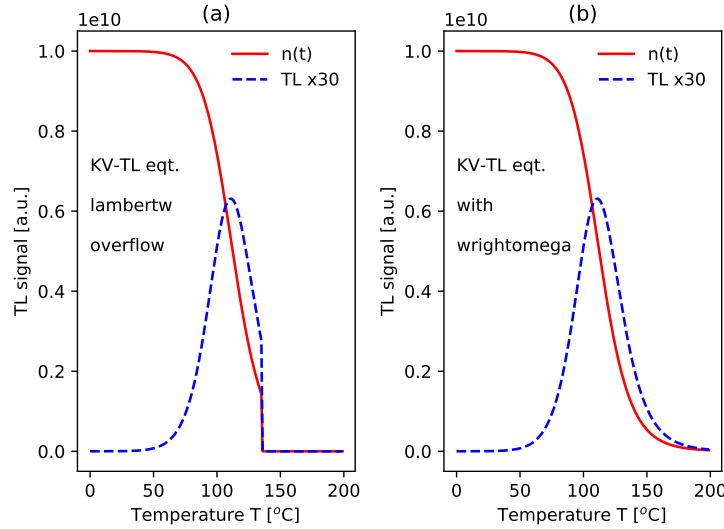 (a)
1e10
TL signal [a.u.]
1.0
0.8
0.6
0.4
0.2
0.0
n(t)
TL x30
KV-TL eqt.
lambertw
overflow
0 50 100 150 200
Temperature T [°C]
(b)
1e10
TL signal [a.u.]
1.0
0.8
0.6
0.4
0.2
0.0
n(t)
TL x30
KV-TL eqt.
with
wrightomega
0 50 100 150 200
Temperature T [°C]